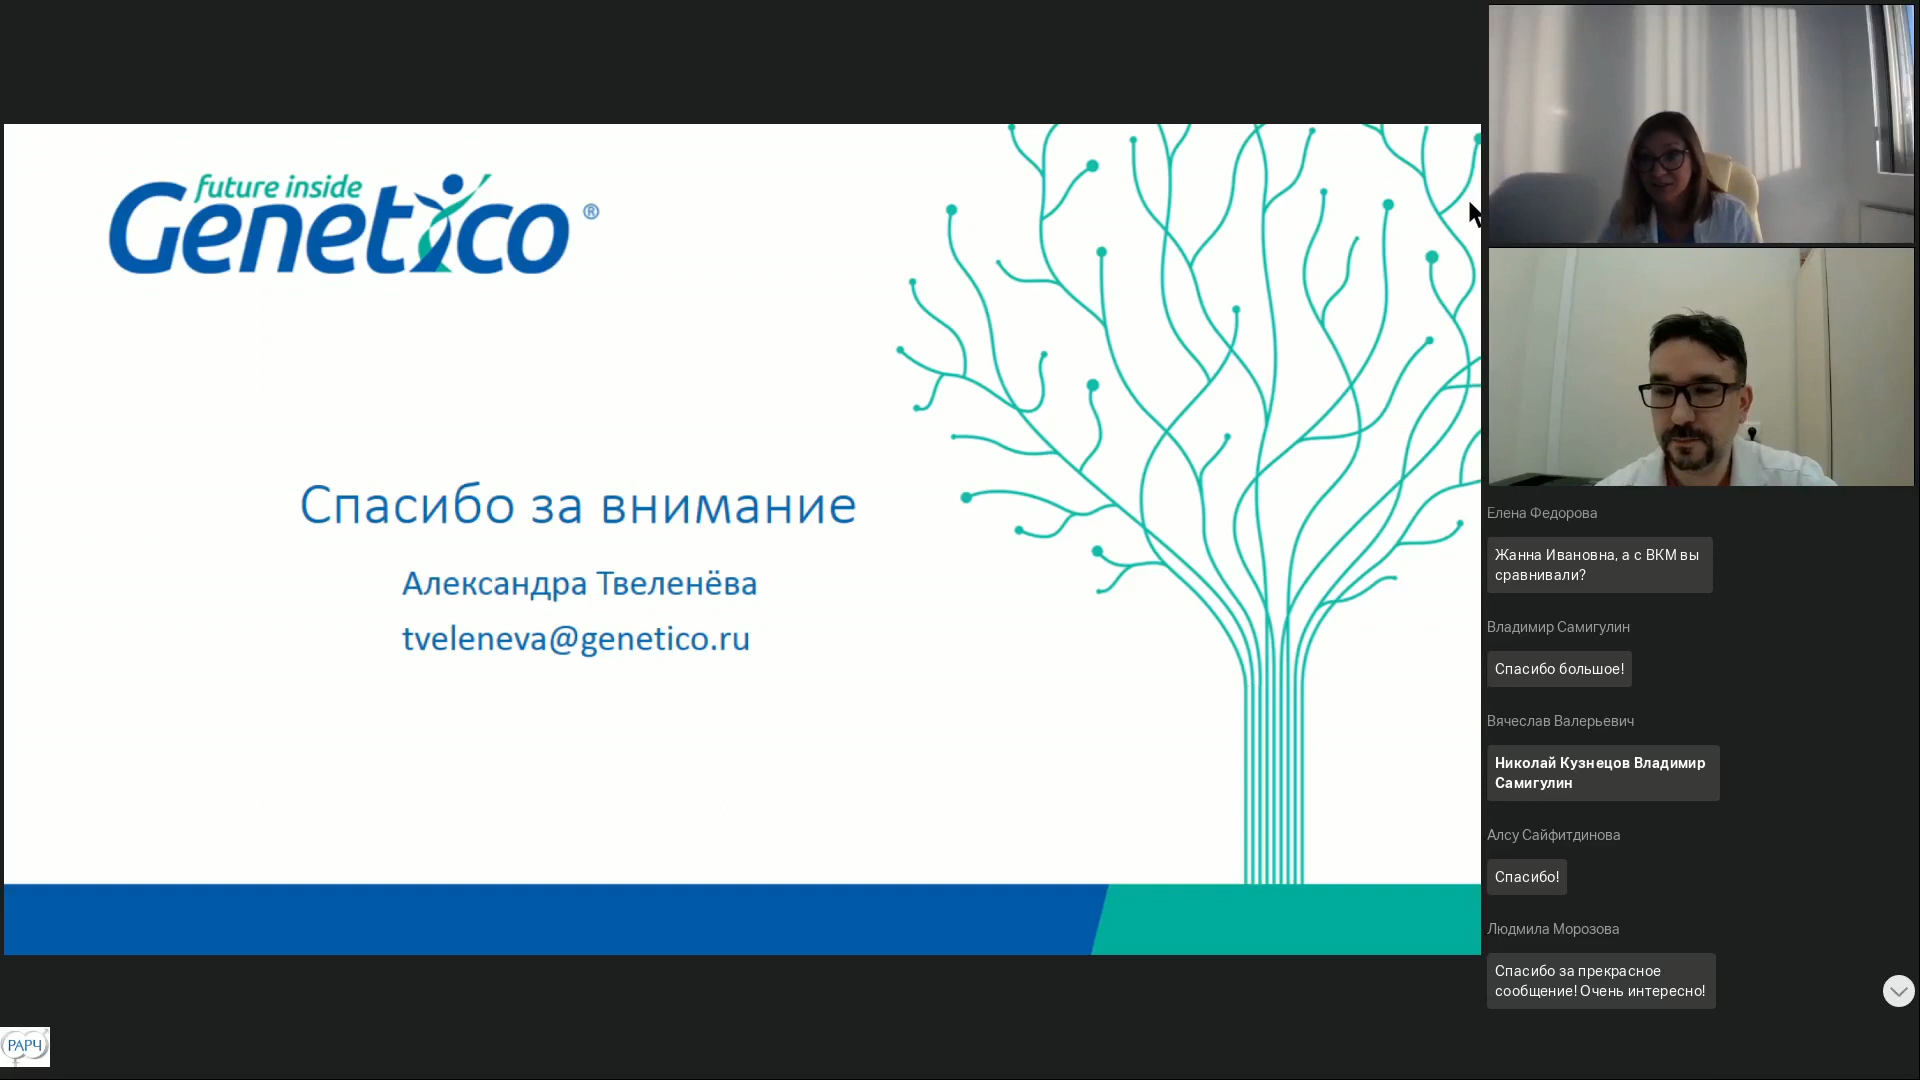 future inside
Genetico ®
Спасибо за внимание
Александра Твеленёва
tveleneva@genetico.ru
Елена Федорова
Жанна Ивановна, а с ВКМ вы
сравнивали?
Владимир Самигулин
Спасибо большое!
Вячеслав Валерьевич
Николай Кузнецов Владимир
Самигулин
Алсу Сайфитдинова
Спасибо!
Людмила Морозова
Спасибо за прекрасное
сообщение! Очень интересно!
РАРЧ